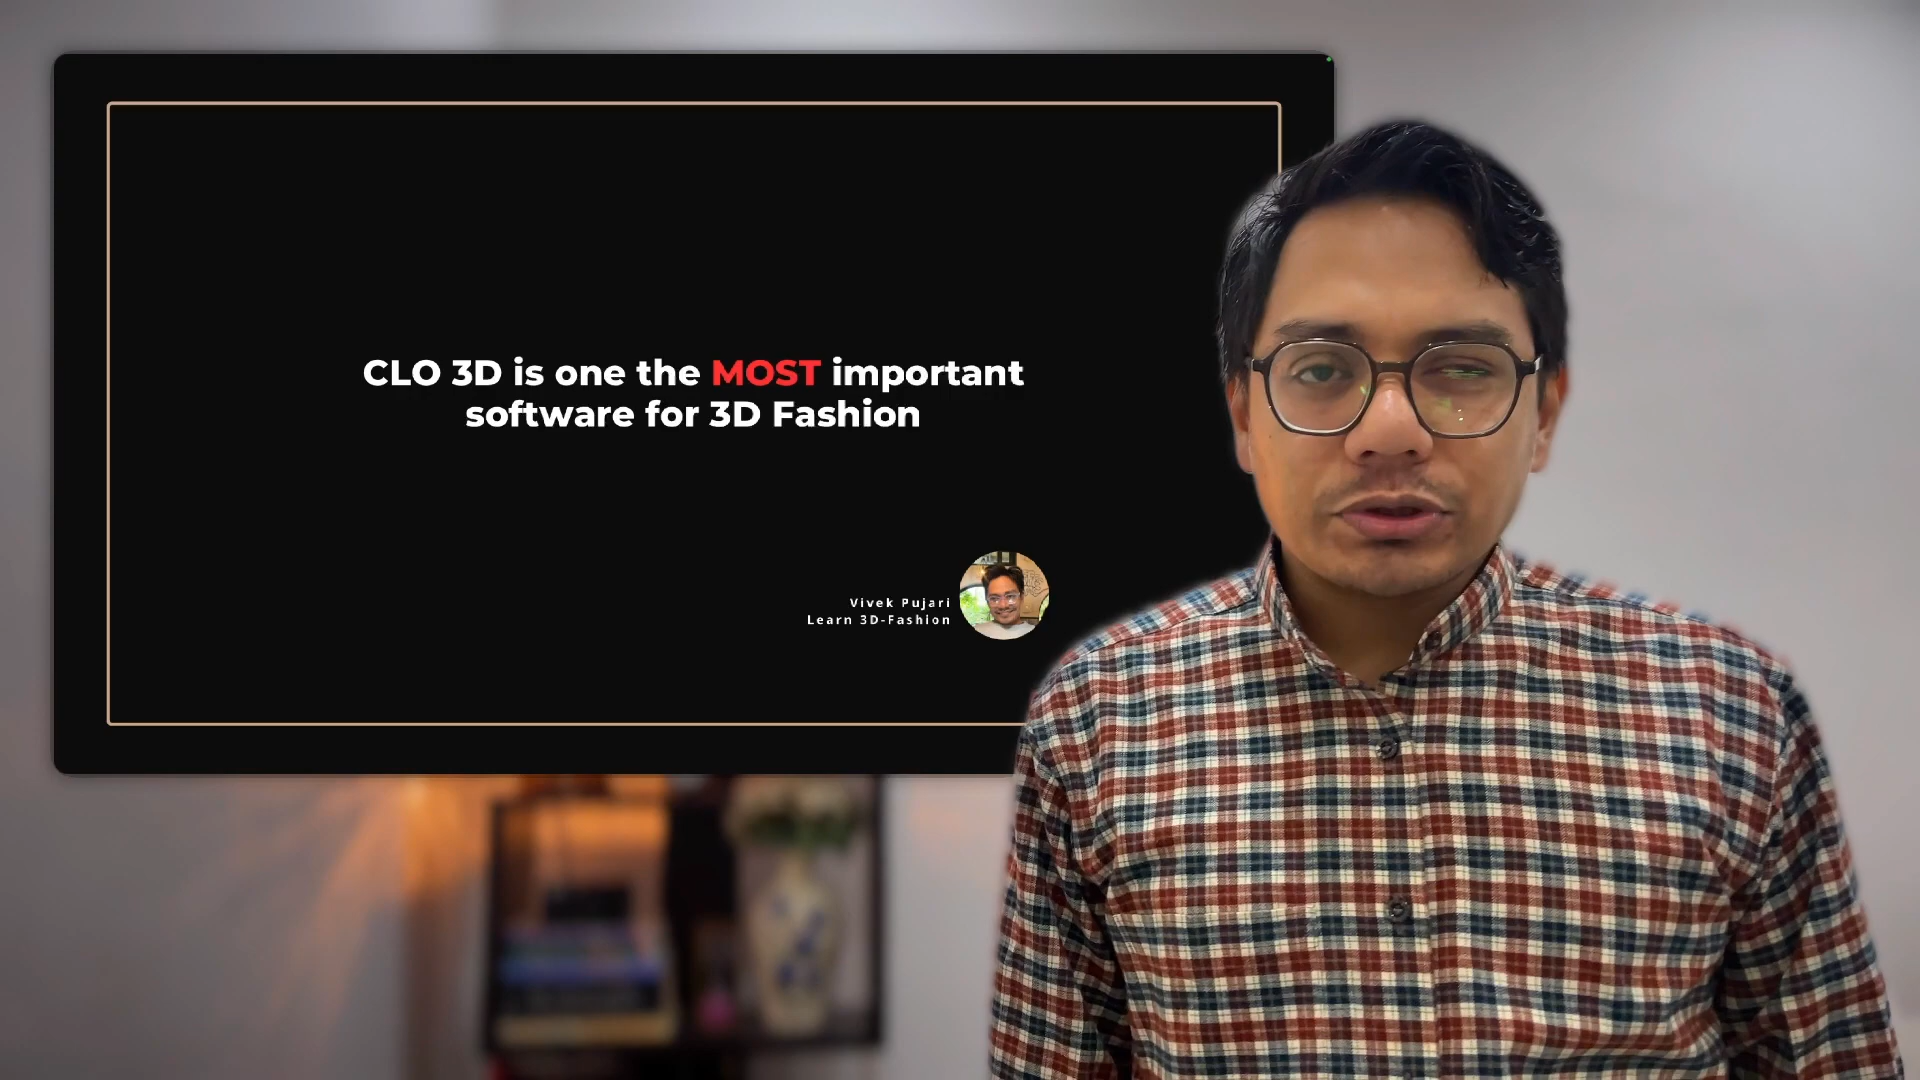 CLO 3D is one the MOST important
software for 3D Fashion
Vivek Pujari
Learn 3D-Fashion